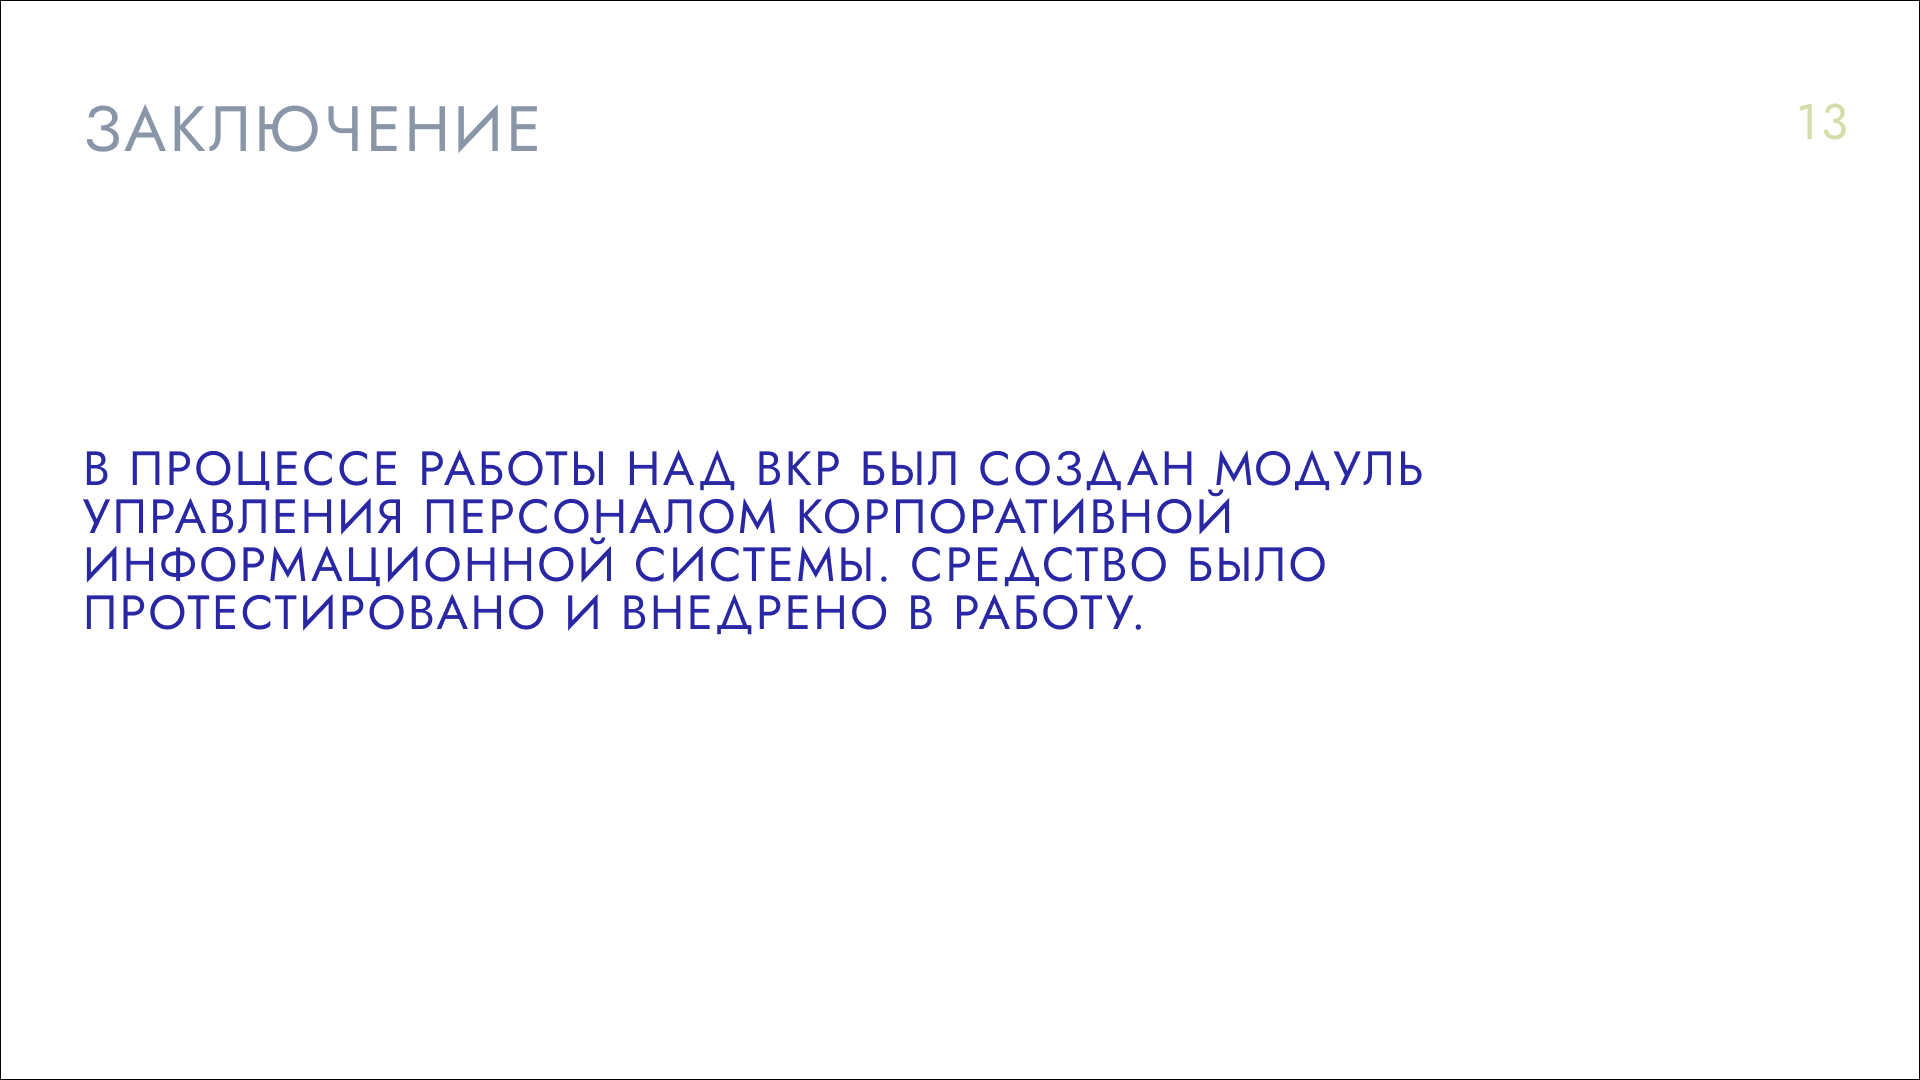 ЗАКЛЮЧЕНИЕ
13
В ПРОЦЕССЕ РАБОТЫ НАД ВКР БЫЛ СОЗДАН МОДУЛЬ
УПРАВЛЕНИЯ ПЕРСОНАЛОМ КОРПОРАТИВНОЙ
ИНФОРМАЦИОННОЙ СИСТЕМЫ. СРЕДСТВО БЫЛО
ПРОТЕСТИРОВАНО И ВНЕДРЕНО В РАБОТУ.